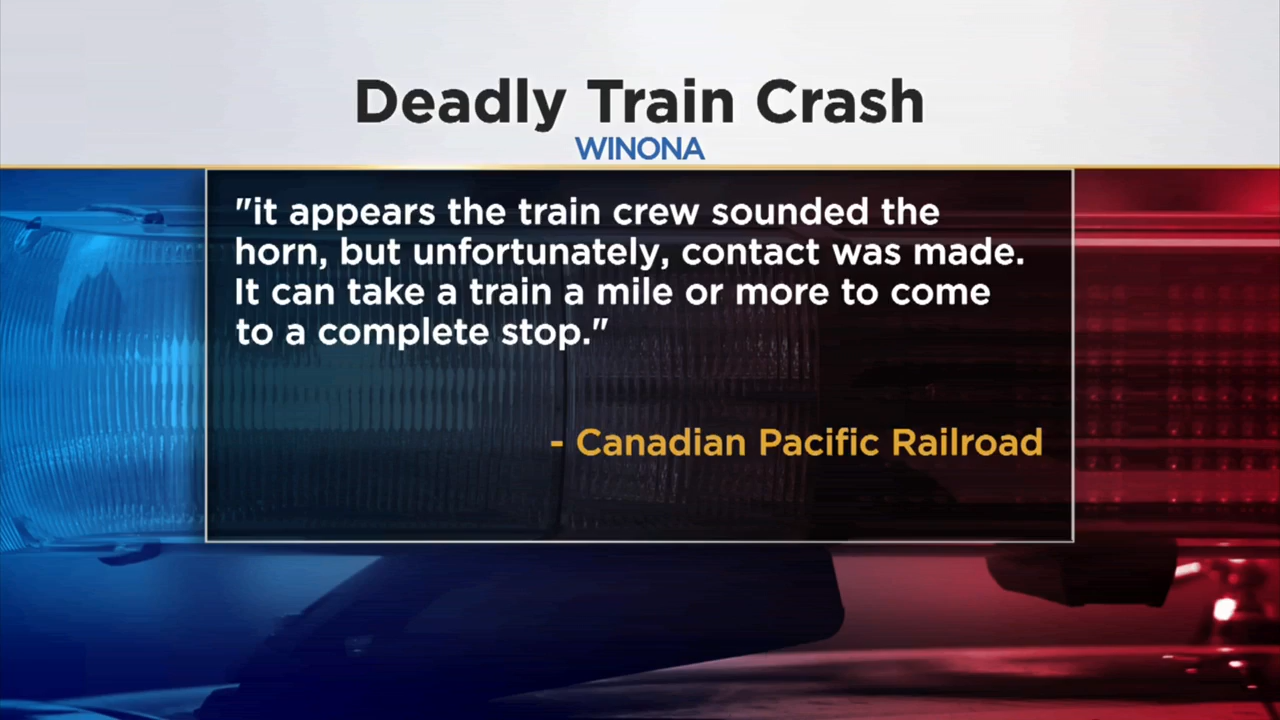 Deadly Train Crash
WINONA
"it appears the train crew sounded the
horn, but unfortunately, contact was made.
It can take a train a mile or more to come
to a complete stop."
- Canadian Pacific Railroad